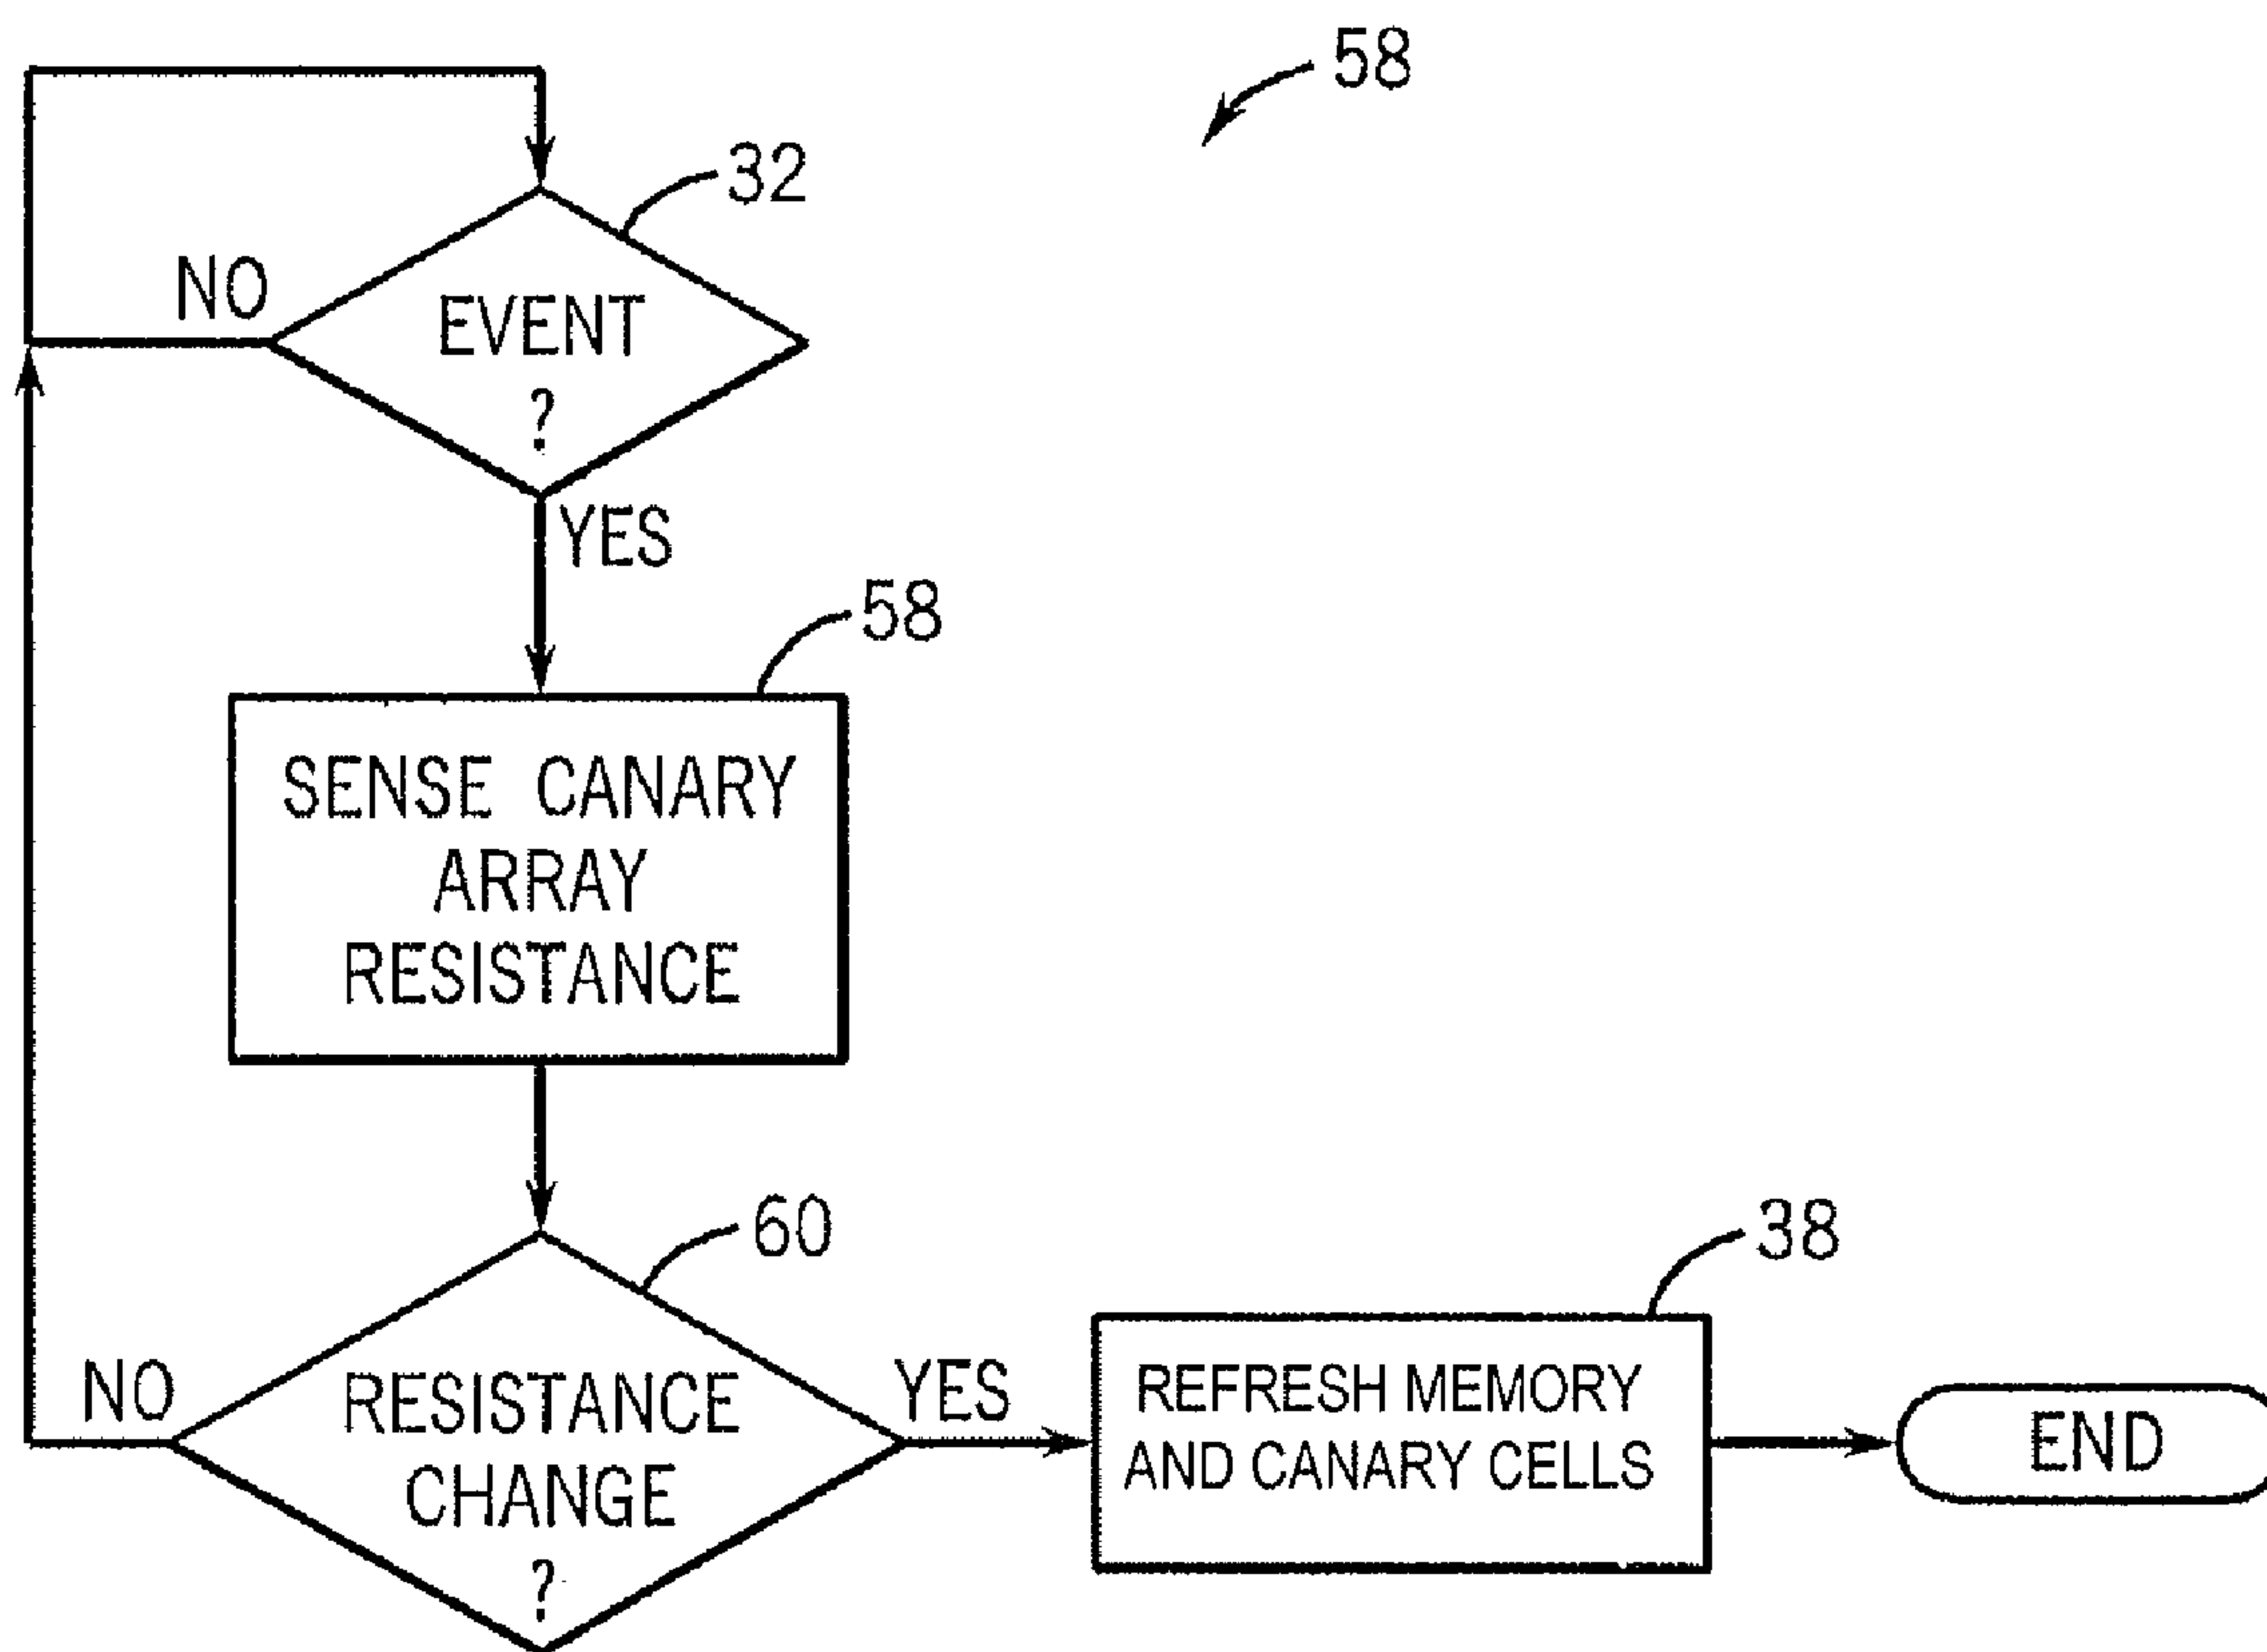 58
32
NO
EVENT
?
YES
58
SENSE CANARY
ARRAY
RESISTANCE
60
38
NO
RESISTANCE
CHANGE
?
YES
REFRESH MEMORY
AND CANARY CELLS
END